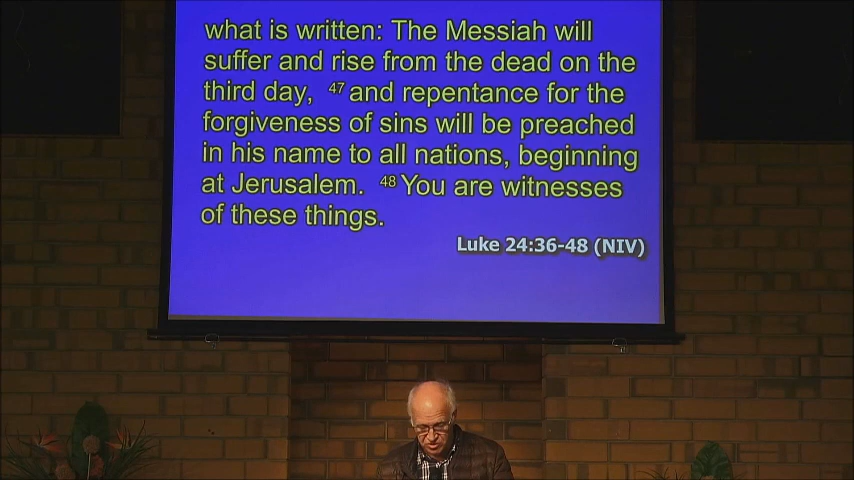 what is written: The Messiah will
suffer and rise from the dead on the
third day, 47 and repentance for the
forgiveness of sins will be preached
in his name to all nations, beginning
at Jerusalem. 48 You are witnesses
of these things.
Luke 24:36-48 (NIV)